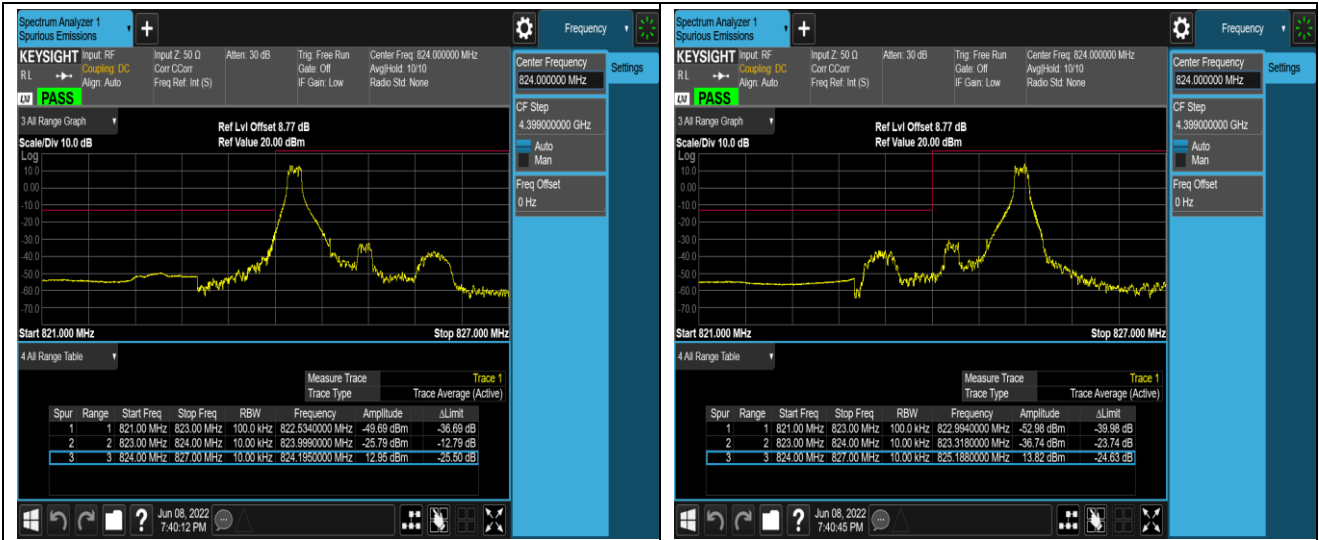 Spectrum Analyzer 1
Spurious Emissions
Frequency
KEYSIGHT Input: RF Input Z: 50 Ω Atten: 30 dB Trig: Free Run Center Freq: 824.000000 MHz
Coupling: DC Corr CCorr Gate: Off Avg|Hold: 10/10
R L Align: Auto Freq Ref: Int (S) IF Gain: Low Radio Std: None
LXI PASS
Center Frequency Settings
824.000000 MHz
CF Step
4.399000000 GHz
Auto
Man
Freq Offset
0 Hz
3 All Range Graph
Ref Lvl Offset 8.77 dB
Scale/Div 10.0 dB Ref Value 20.00 dBm
Log
10.0
0.00
-10.0
-20.0
-30.0
-40.0
-50.0
-60.0
-70.0
Start 821.000 MHz Stop 827.000 MHz
4 All Range Table
Measure Trace Trace 1
Trace Type Trace Average (Active)
Spur Range Start Freq Stop Freq RBW Frequency Amplitude ΔLimit
1 1 821.00 MHz 823.00 MHz 100.0 kHz 822.5340000 MHz -49.69 dBm -36.69 dB
2 2 823.00 MHz 824.00 MHz 10.00 kHz 823.9990000 MHz -25.79 dBm -12.79 dB
3 3 824.00 MHz 827.00 MHz 10.00 kHz 824.1950000 MHz 12.95 dBm -25.50 dB
?
Jun 08, 2022
7:40:12 PM
Spectrum Analyzer 1
Spurious Emissions
Frequency
KEYSIGHT Input: RF Input Z: 50 Ω Atten: 30 dB Trig: Free Run Center Freq: 824.000000 MHz
Coupling: DC Corr CCorr Gate: Off Avg|Hold: 10/10
R L Align: Auto Freq Ref: Int (S) IF Gain: Low Radio Std: None
LXI PASS
Center Frequency Settings
824.000000 MHz
CF Step
4.399000000 GHz
Auto
Man
Freq Offset
0 Hz
3 All Range Graph
Ref Lvl Offset 8.77 dB
Scale/Div 10.0 dB Ref Value 20.00 dBm
Log
10.0
0.00
-10.0
-20.0
-30.0
-40.0
-50.0
-60.0
-70.0
Start 821.000 MHz Stop 827.000 MHz
4 All Range Table
Measure Trace Trace 1
Trace Type Trace Average (Active)
Spur Range Start Freq Stop Freq RBW Frequency Amplitude ΔLimit
1 1 821.00 MHz 823.00 MHz 100.0 kHz 822.9940000 MHz -52.98 dBm -39.98 dB
2 2 823.00 MHz 824.00 MHz 10.00 kHz 823.3180000 MHz -36.74 dBm -23.74 dB
3 3 824.00 MHz 827.00 MHz 10.00 kHz 825.1880000 MHz 13.82 dBm -24.63 dB
?
Jun 08, 2022
7:40:45 PM